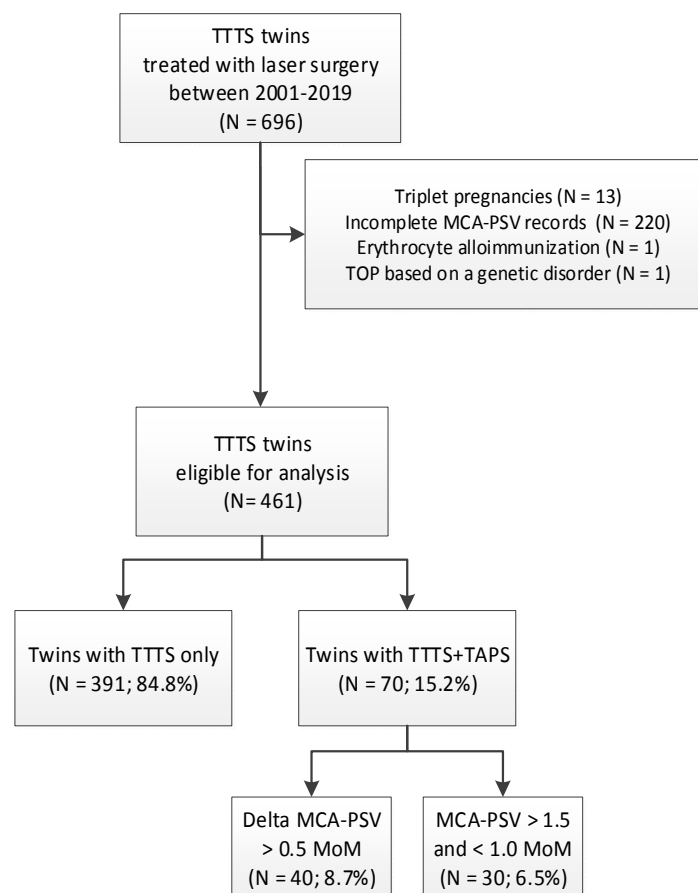 TTTS twins
treated with laser surgery
between 2001-2019
(N = 696)
Triplet pregnancies (N = 13)
Incomplete MCA-PSV records (N = 220)
Erythrocyte alloimmunization (N = 1)
TOP based on a genetic disorder (N = 1)
TTTS twins
eligible for analysis
(N= 461)
Twins with TTTS only
(N = 391; 84.8%)
Twins with TTTS+TAPS
(N = 70; 15.2%)
Delta MCA-PSV
> 0.5 MoM
(N = 40; 8.7%)
MCA-PSV > 1.5
and < 1.0 MoM
(N = 30; 6.5%)